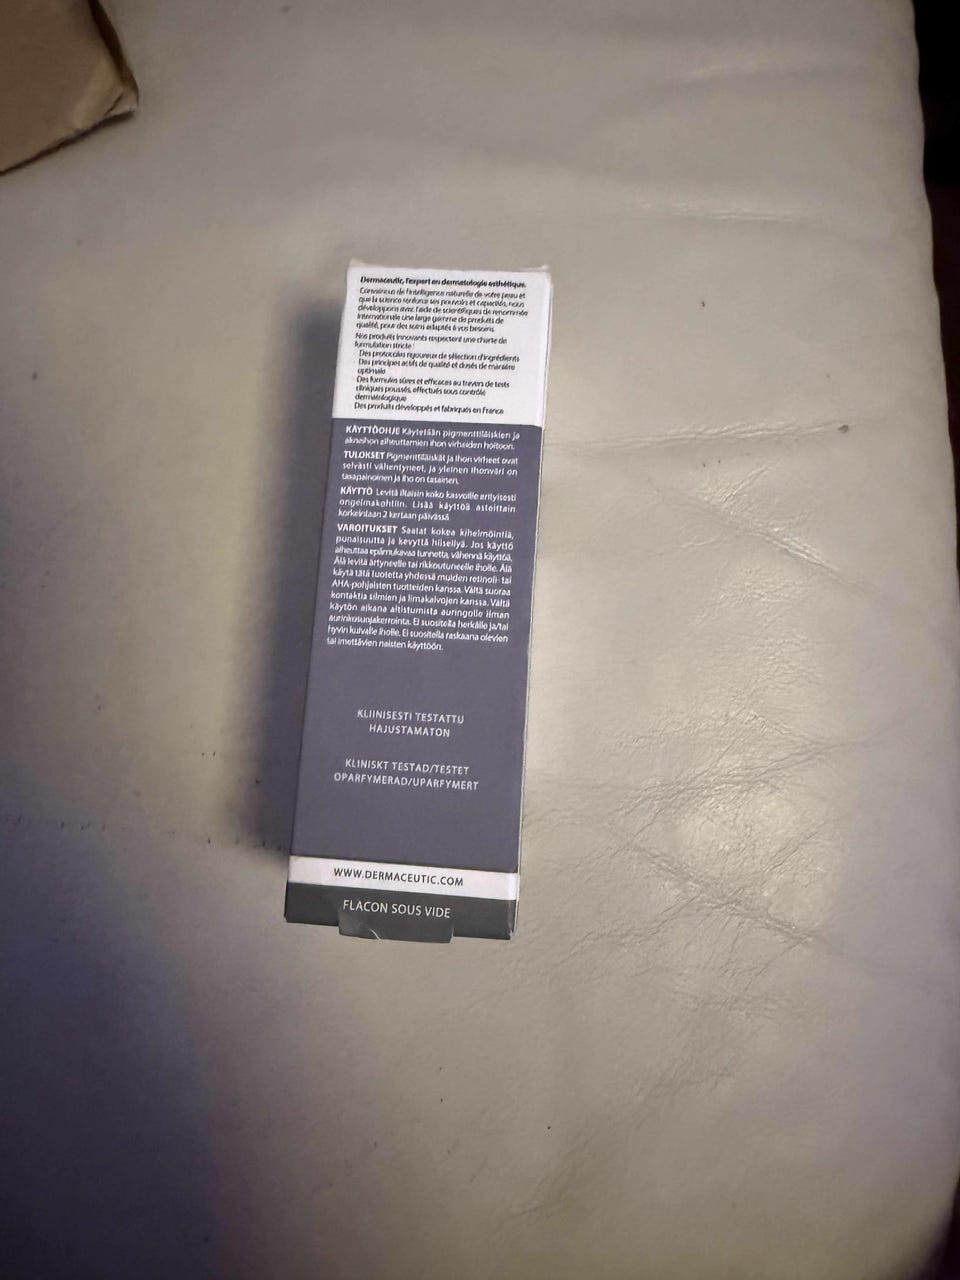 Dermaceutic, l'expert en dermatologie esthétique.
Convaincus de l'intelligence naturelle de votre peau et
que la science renforce ses pouvoirs et capacités, nous
développons avec l'aide de scientifiques de renommée
internationale une large gamme de produits de
qualité, pour des soins adaptés à vos besoins.
Nos produits innovants respectent une charte de
formulation stricte :
Des protocoles rigoureux de sélection d'ingrédients
Des principes actifs de qualité et dosés de manière
optimale
Des formules sûres et efficaces au travers de tests
cliniques poussés, effectués sous contrôle
dermatologique
Des produits développés et fabriqués en France
KÄYTTÖOHJE Käytetään pigmenttiläiskien ja
akneihon aiheuttamien ihon virheiden hoitoon.
TULOKSET Pigmenttiläiskät ja ihon virheet ovat
selvästi vähentyneet, ja yleinen ihonväri on
tasapainoinen ja iho on tasainen.
KÄYTTÖ Levitä iltaisin koko kasvoille erityisesti
ongelmakohtiin. Lisää käyttöä asteittain
korkeintaan 2 kertaan päivässä
VAROITUKSET Saatat kokea kihelmöintiä,
punaisuutta ja kevyttä hilseilyä. Jos käyttö
aiheuttaa epämukavaa tunnetta, vähennä käyttöä.
Älä levitä ärtyneelle tai rikkoutuneelle iholle. Älä
käytä tätä tuotetta yhdessä muiden retinoli- tai
AHA-pohjaisten tuotteiden kanssa. Vältä suoraa
kontaktia silmien ja limakalvojen kanssa. Vältä
käytön aikana altistumista auringolle ilman
aurinkosuojakerrointa. Ei suositella herkälle ja/tai
hyvin kuivalle iholle. Ei suositella raskaana olevien
tai imettävien naisten käyttöön.
KLIINISESTI TESTATTU
HAJUSTAMATON
KLINISKT TESTAD/TESTET
OPARFYMERAD/UPARFYMERT
WWW.DERMACEUTIC.COM
FLACON SOUS VIDE